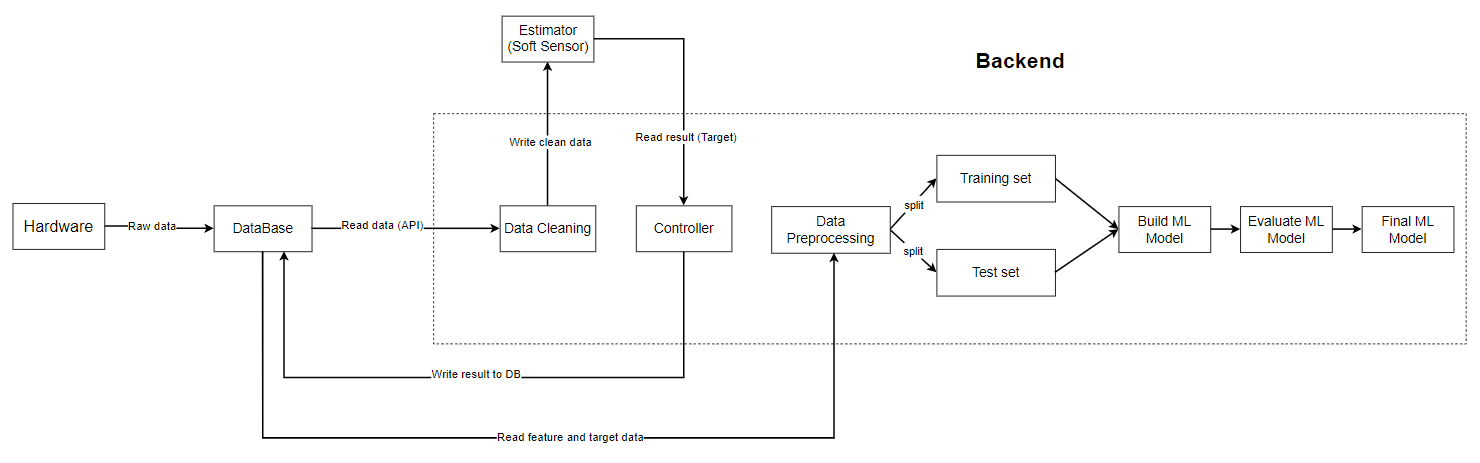 Estimator
(Soft Sensor)
Backend
Write clean data
Read result (Target)
Hardware
Raw data
DataBase
Read data (API)
Data Cleaning
Controller
Data
Preprocessing
split
split
Training set
Test set
Build ML
Model
Evaluate ML
Model
Final ML
Model
Write result to DB
Read feature and target data